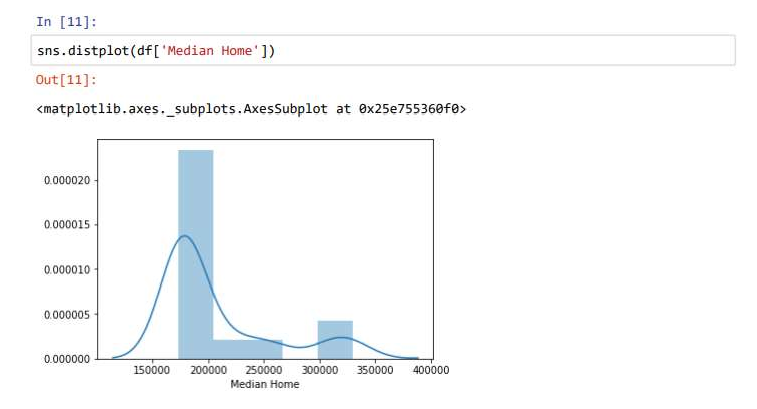 In [11]:
sns.distplot(df['Median Home'])
Out[11]:
<matplotlib.axes._subplots.AxesSubplot at 0x25e755360f0>
0.000020
0.000015
0.000010
0.000005
0.000000
150000 200000 250000 300000 350000 400000
Median Home